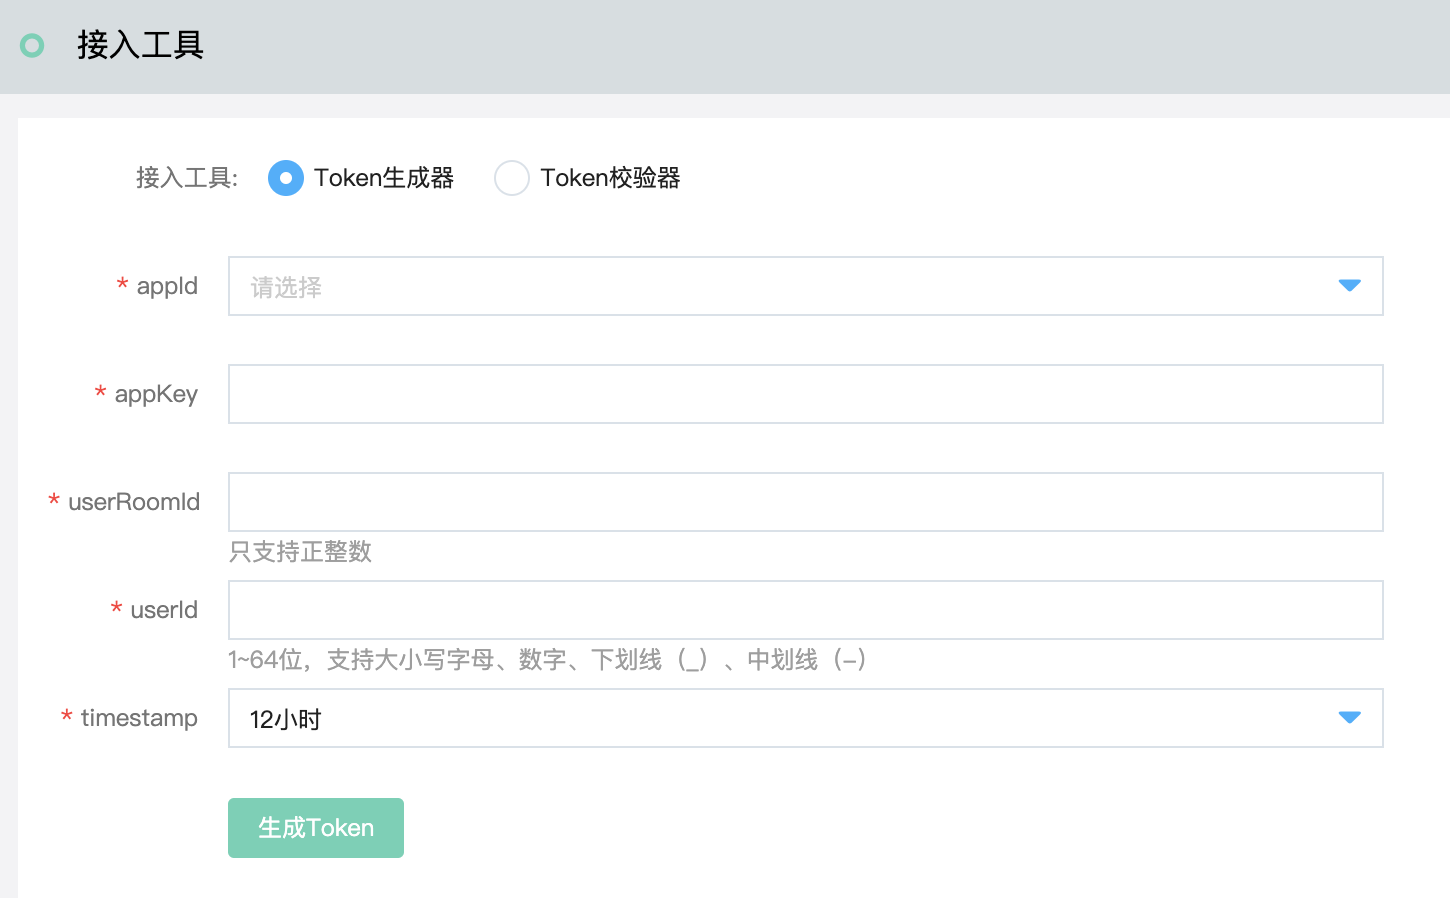 接入工具
接入工具: Token生成器 Token校验器
* appId 请选择
* appKey
* userRoomId
只支持正整数
* userId
1~64位，支持大小写字母、数字、下划线（_）、中划线（-）
* timestamp 12小时
生成Token